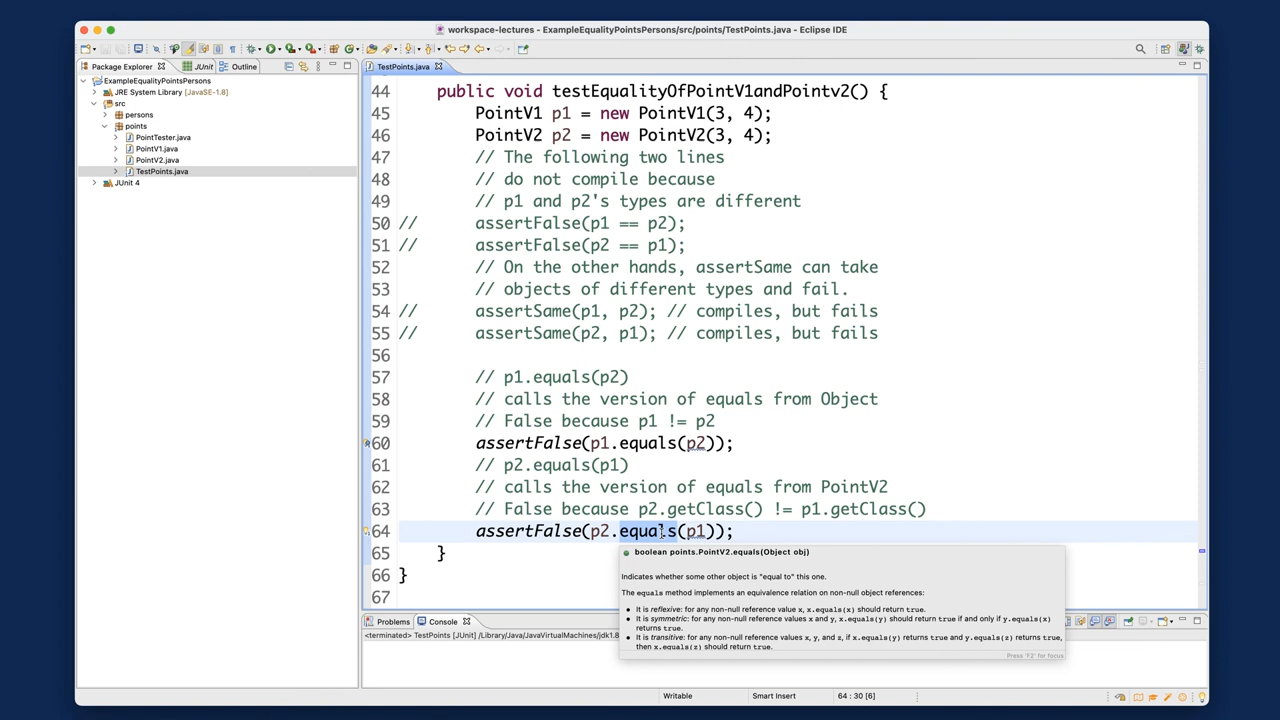 workspace-lectures - ExampleEqualityPointsPersons/src/points/TestPoints.java - Eclipse IDE
Package Explorer
JUnit
Outline
ExampleEqualityPointsPersons
JRE System Library [JavaSE-1.8]
src
persons
points
PointTester.java
PointV1.java
PointV2.java
TestPoints.java
JUnit 4
TestPoints.java
44 public void testEqualityOfPointV1andPointv2() {
45 PointV1 p1 = new PointV1(3, 4);
46 PointV2 p2 = new PointV2(3, 4);
47 // The following two lines
48 // do not compile because
49 // p1 and p2's types are different
50 // assertFalse(p1 == p2);
51 // assertFalse(p2 == p1);
52 // On the other hands, assertSame can take
53 // objects of different types and fail.
54 // assertSame(p1, p2); // compiles, but fails
55 // assertSame(p2, p1); // compiles, but fails
56
57 // p1.equals(p2)
58 // calls the version of equals from Object
59 // False because p1 != p2
60 assertFalse(p1.equals(p2));
61 // p2.equals(p1)
62 // calls the version of equals from PointV2
63 // False because p2.getClass() != p1.getClass()
64 assertFalse(p2.equals(p1));
65 }
66 }
67
boolean points.PointV2.equals(Object obj)
Indicates whether some other object is "equal to" this one.
The equals method implements an equivalence relation on non-null object references:
• It is reflexive: for any non-null reference value x, x.equals(x) should return true.
• It is symmetric: for any non-null reference values x and y, x.equals(y) should return true if and only if y.equals(x)
returns true.
• It is transitive: for any non-null reference values x, y, and z, if x.equals(y) returns true and y.equals(z) returns true,
then x.equals(z) should return true.
Press 'F2' for focus
Problems
Console
<terminated> TestPoints [JUnit] /Library/Java/JavaVirtualMachines/jdk1.8
Writable
Smart Insert
64 : 30 [6]